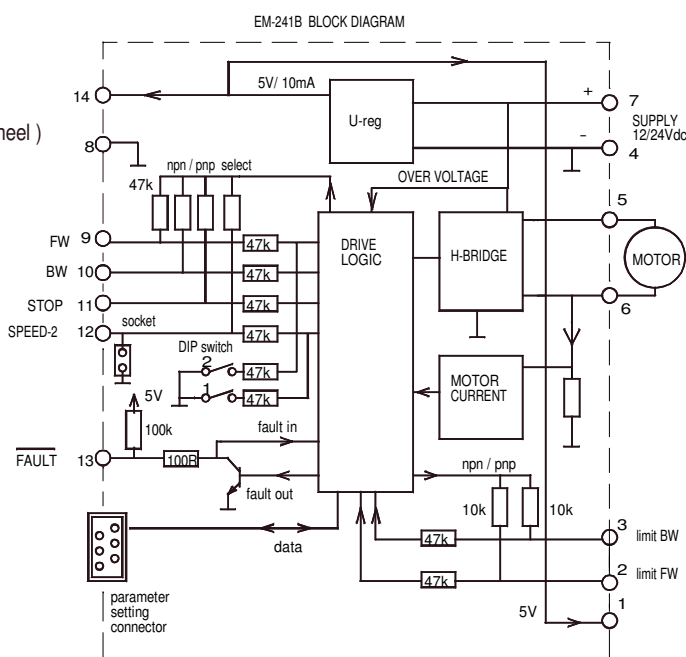 EM-241B BLOCK DIAGRAM
heel )
14
5V/ 10mA
U-reg
+
7
SUPPLY
12/24Vdc
-
4
8
npn / pnp select
47k
OVER VOLTAGE
5
FW
9
47k
DRIVE
LOGIC
H-BRIDGE
MOTOR
BW
10
47k
STOP
11
47k
6
SPEED-2
12
socket
47k
DIP switch
2
47k
1
47k
MOTOR
CURRENT
5V
100k
fault in
FAULT
13
100R
npn / pnp
fault out
10k
10k
3
47k
limit BW
data
2
47k
limit FW
1
5V
parameter
setting
connector